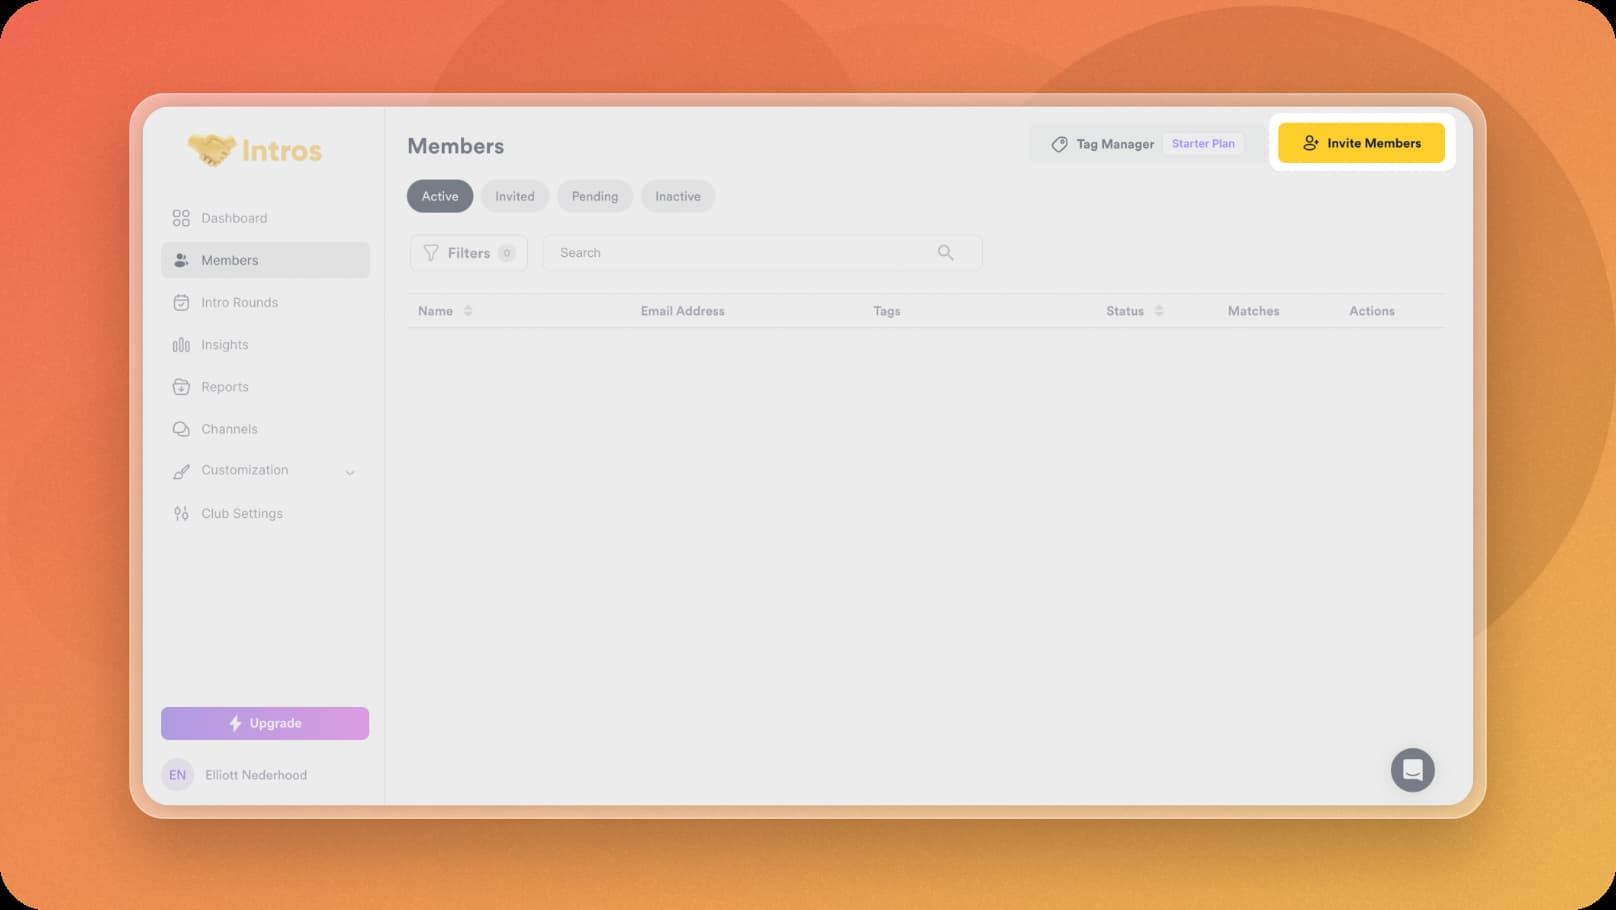 Intros
Dashboard
Members
Intro Rounds
Insights
Reports
Channels
Customization
Club Settings
Upgrade
EN Elliott Nederhood
Members
Tag Manager Starter Plan
Invite Members
Active Invited Pending Inactive
Filters 0 Search
Name Email Address Tags Status Matches Actions